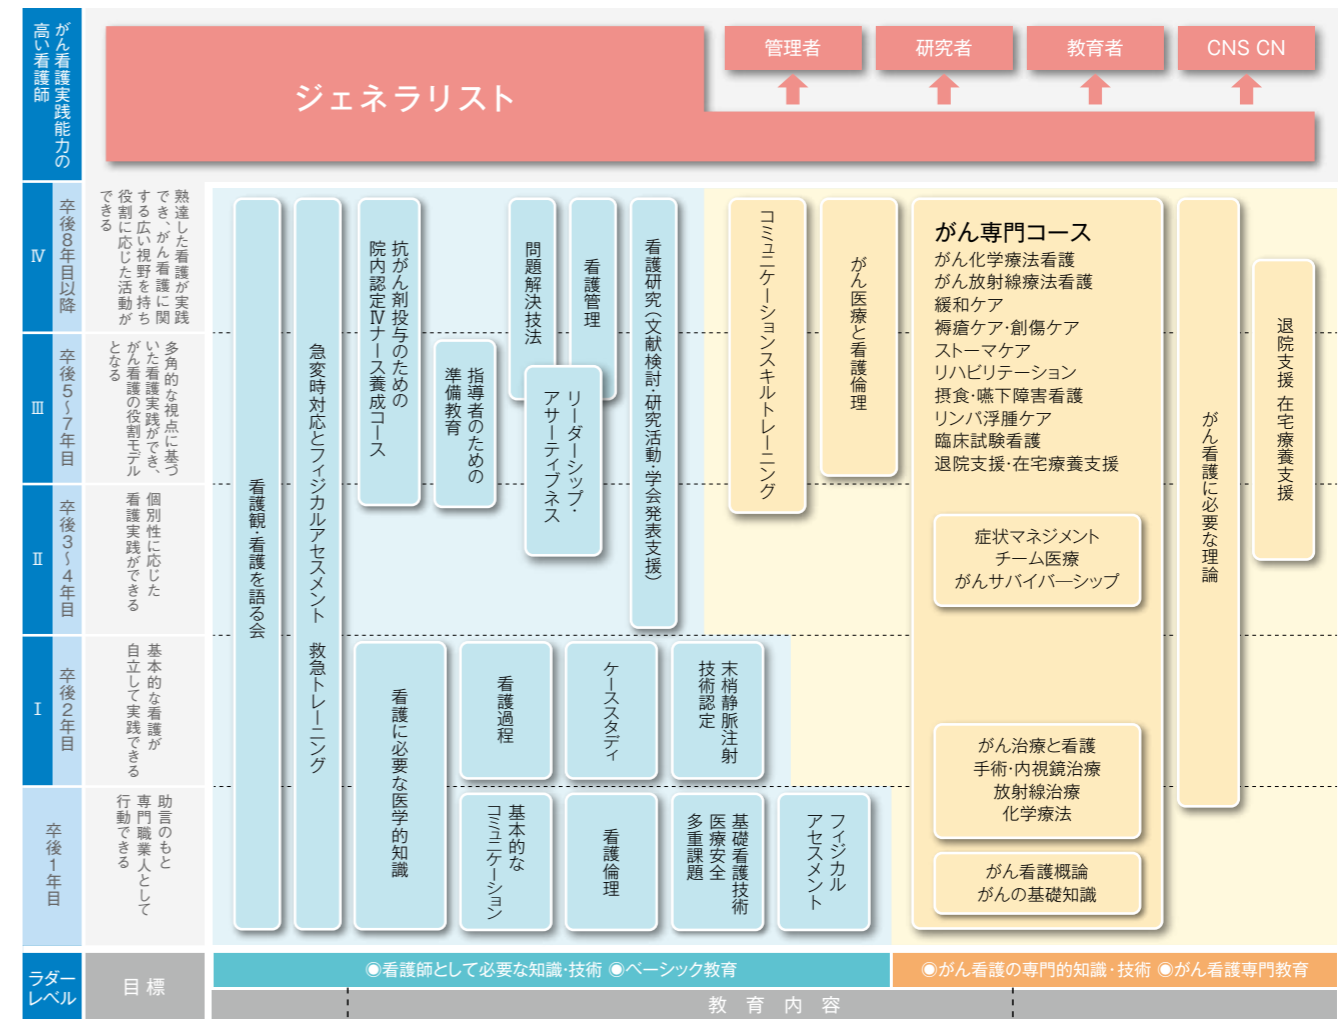 がん看護実践能力の
高い看護師
ジェネラリスト
管理者
研究者
教育者
CNS CN
Ⅳ
卒後8年目以降
熟達した看護が実践
でき、がん看護に関
する広い視野を持ち
役割に応じた活動が
できる
Ⅲ
卒後5〜7年目
多角的な視点に基づ
いた看護実践ができ、
がん看護の役割モデル
となる
Ⅱ
卒後3〜4年目
個別性に応じた
看護実践ができる
Ⅰ
卒後2年目
基本的な看護が
自立して実践できる
卒後1年目
助言のもと
専門職業人として
行動できる
看護観・看護を語る会
急変時対応とフィジカルアセスメント 救急トレーニング
抗がん剤投与のための
院内認定Ⅳナース養成コース
指導者のための
準備教育
問題解決技法
看護管理
リーダーシップ・
アサーティブネス
看護研究（文献検討・研究活動・学会発表支援）
看護に必要な医学的知識
看護過程
ケーススタディ
末梢静脈注射
技術認定
基本的な
コミュニケーション
看護倫理
基礎看護技術
医療安全
多重課題
フィジカル
アセスメント
コミュニケーションスキルトレーニング
がん医療と看護倫理
がん専門コース
がん化学療法看護
がん放射線療法看護
緩和ケア
褥瘡ケア・創傷ケア
ストーマケア
リハビリテーション
摂食・嚥下障害看護
リンパ浮腫ケア
臨床試験看護
退院支援・在宅療養支援
症状マネジメント
チーム医療
がんサバイバーシップ
がん治療と看護
手術・内視鏡治療
放射線治療
化学療法
がん看護概論
がんの基礎知識
がん看護に必要な理論
退院支援 在宅療養支援
ラダー
レベル
目標
◉看護師として必要な知識・技術 ◉ベーシック教育
◉がん看護の専門的知識・技術 ◉がん看護専門教育
教育内容